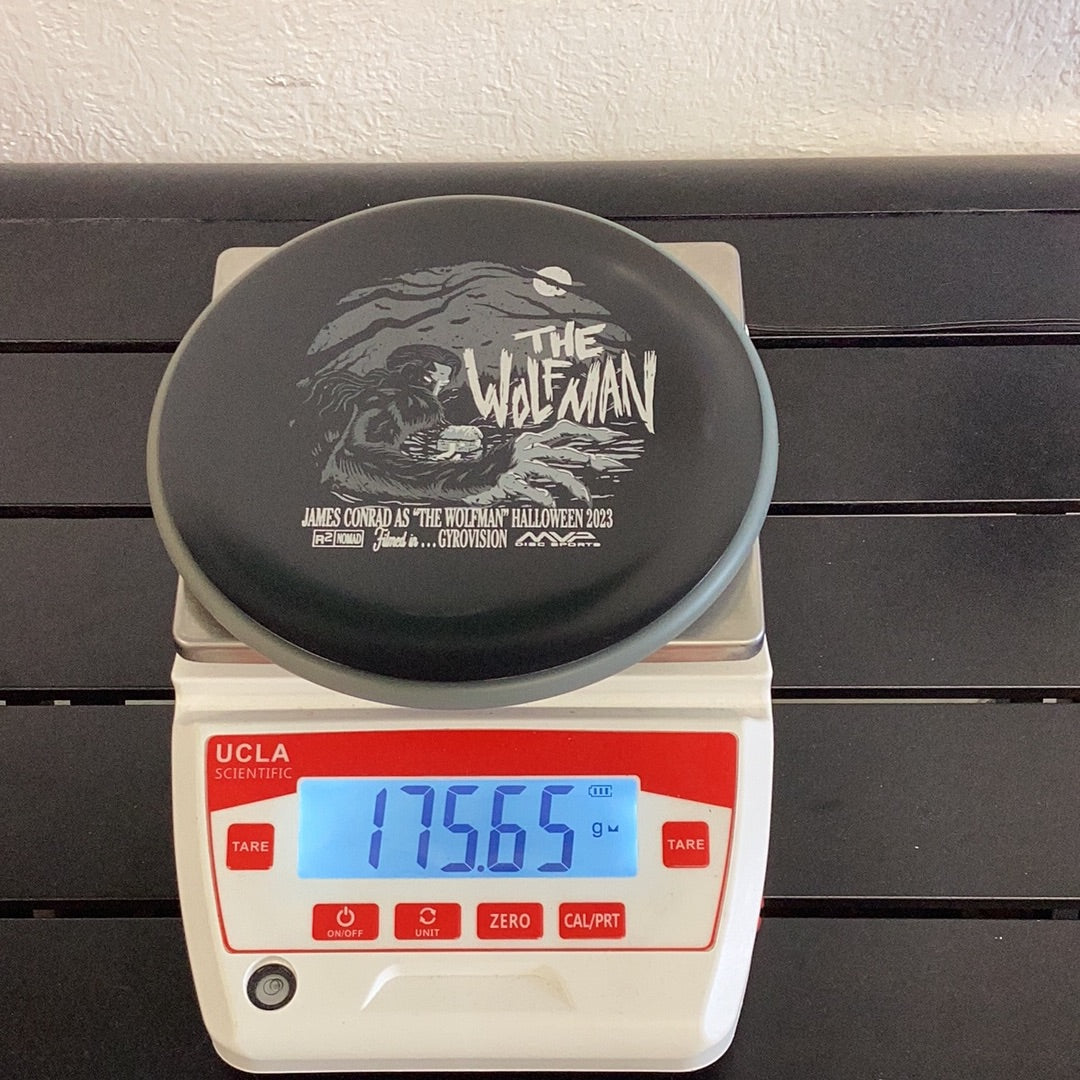 THE
WOLFMAN
JAMES CONRAD AS "THE WOLFMAN" HALLOWEEN 2023
R2 NOMAD Filmed in... GYROVISION MVP
DISC SPORTS
UCLA
SCIENTIFIC
175.65 g
TARE
TARE
ON/OFF
UNIT
ZERO
CAL/PRT